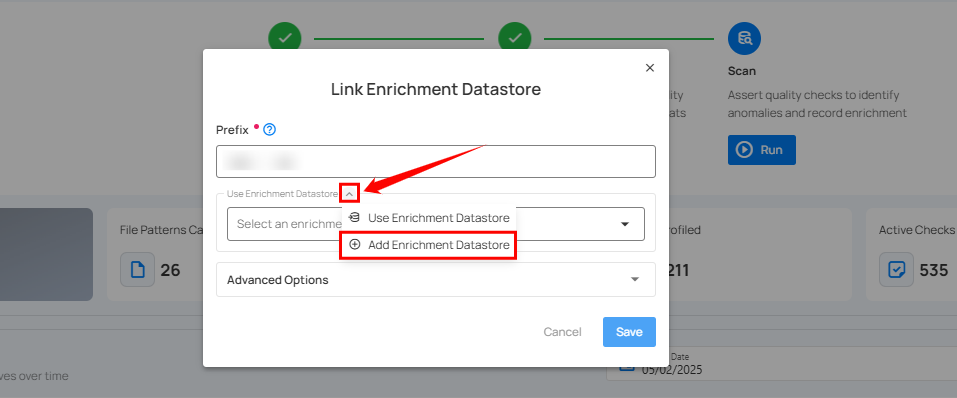 Link Enrichment Datastore
Prefix
Use Enrichment Datastore
Select an enrichme
Use Enrichment Datastore
Add Enrichment Datastore
Advanced Options
Cancel
Save
Scan
lity
Assert quality checks to identify
ats
anomalies and record enrichment
Run
File Patterns Ca
26
rofiled
211
Active Checks
535
ves over time
Date
05/02/2025